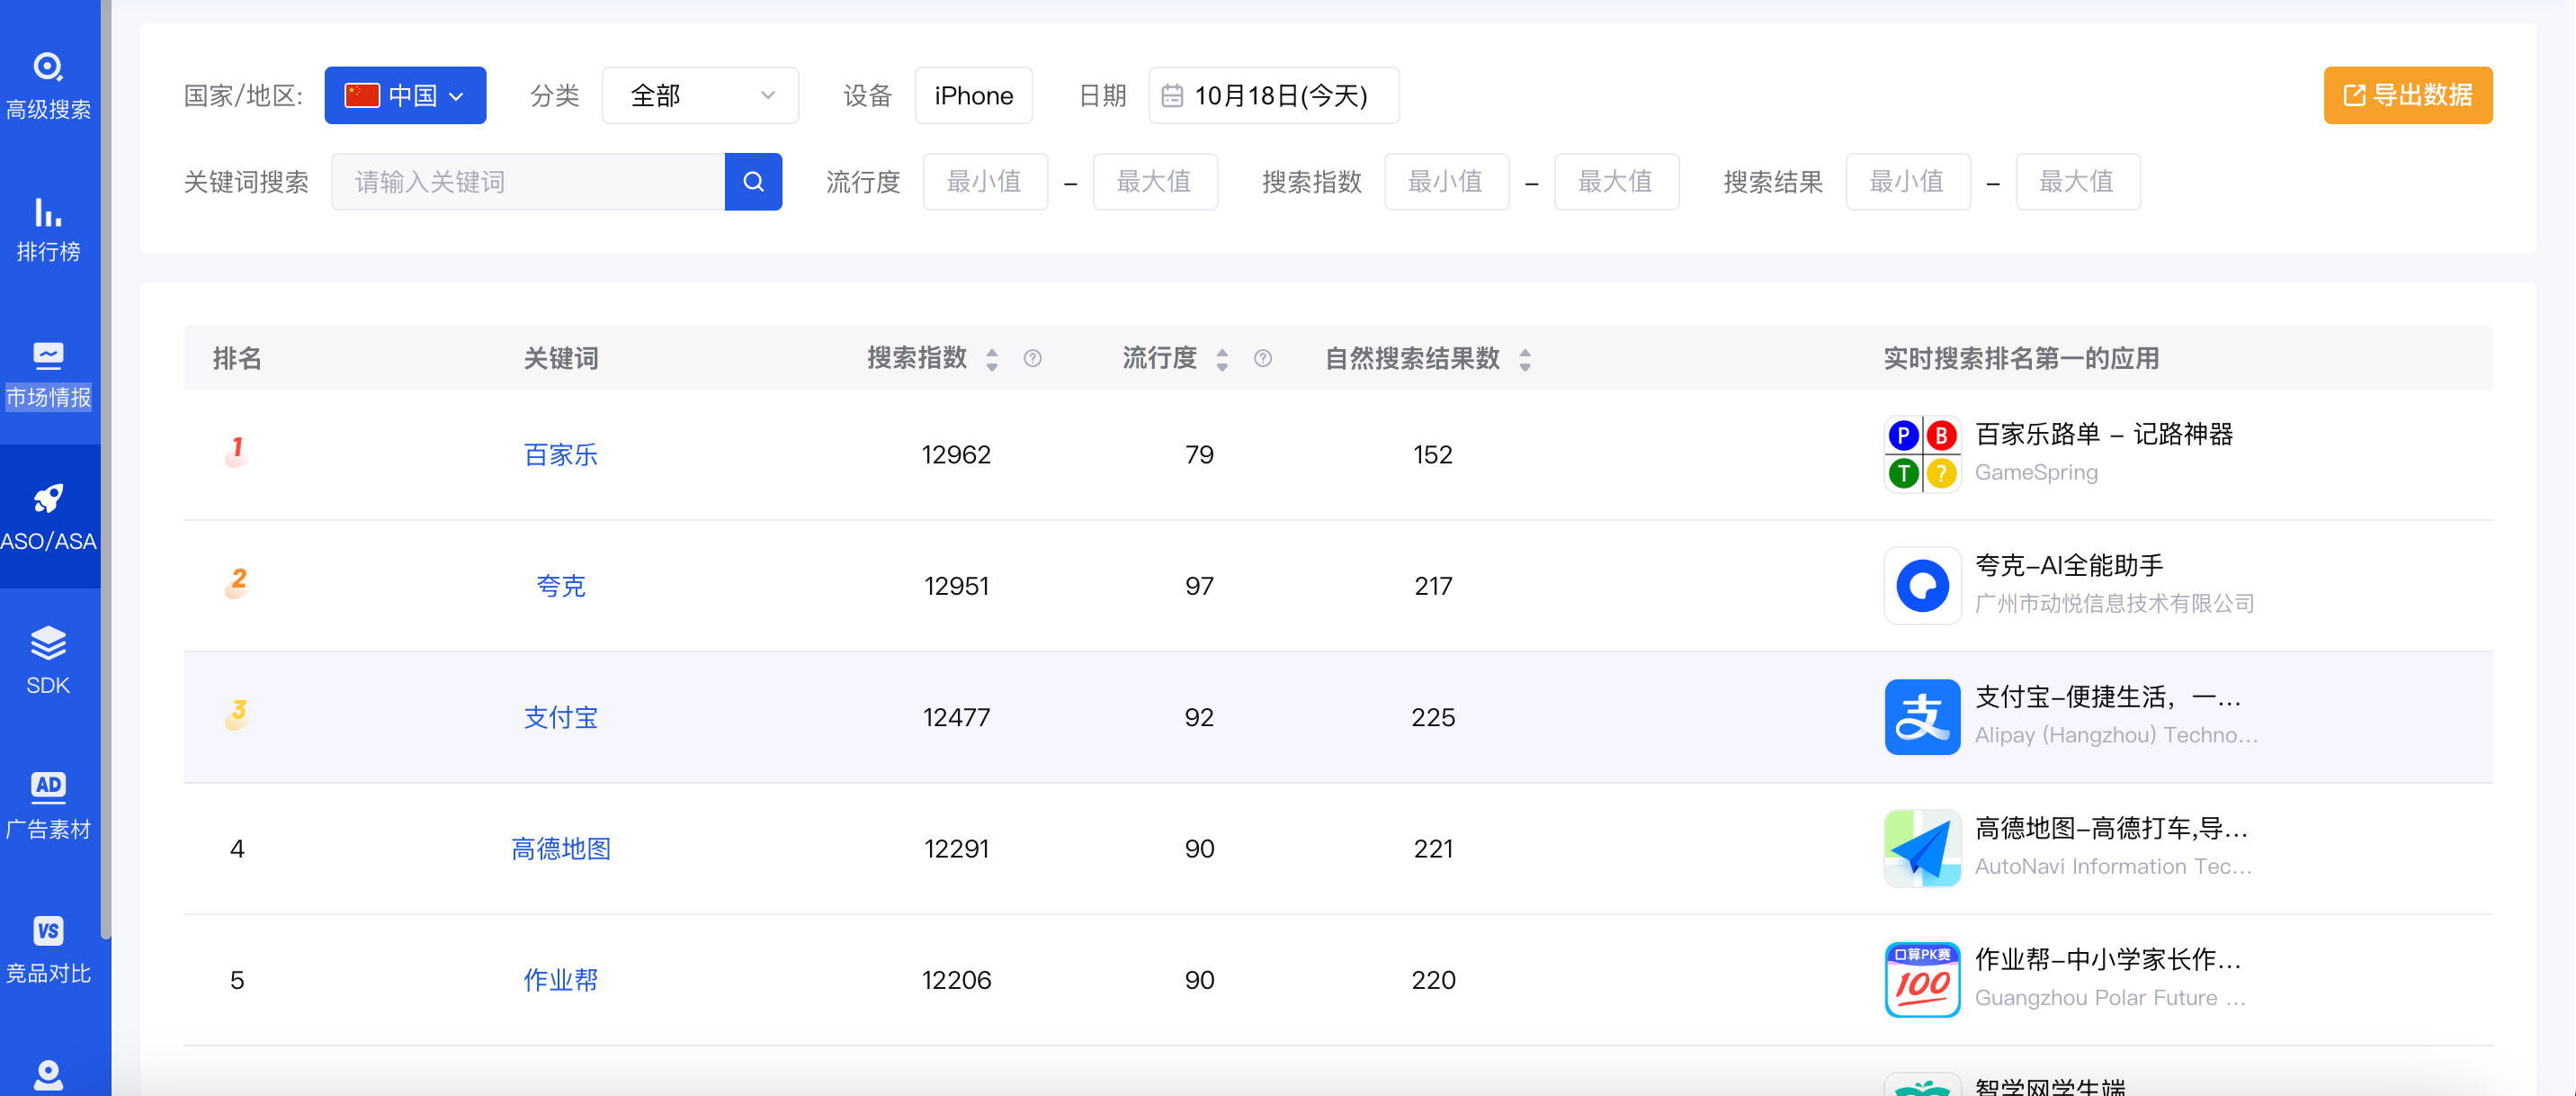 高级搜索
排行榜
市场情报
ASO/ASA
SDK
AD
广告素材
VS
竞品对比
国家/地区: 中国 分类 全部 设备 iPhone 日期 10月18日(今天) 导出数据
关键词搜索 请输入关键词 流行度 最小值 – 最大值 搜索指数 最小值 – 最大值 搜索结果 最小值 – 最大值
排名 关键词 搜索指数 流行度 自然搜索结果数 实时搜索排名第一的应用
1 百家乐 12962 79 152 P B T ? 百家乐路单 – 记路神器
GameSpring
2 夸克 12951 97 217 夸克-AI全能助手
广州市动悦信息技术有限公司
3 支付宝 12477 92 225 支 支付宝-便捷生活，一...
Alipay (Hangzhou) Techno...
4 高德地图 12291 90 221 高德地图-高德打车,导...
AutoNavi Information Tec...
5 作业帮 12206 90 220 口算PK赛 100 作业帮-中小学家长作...
Guangzhou Polar Future ...
智学网学生端